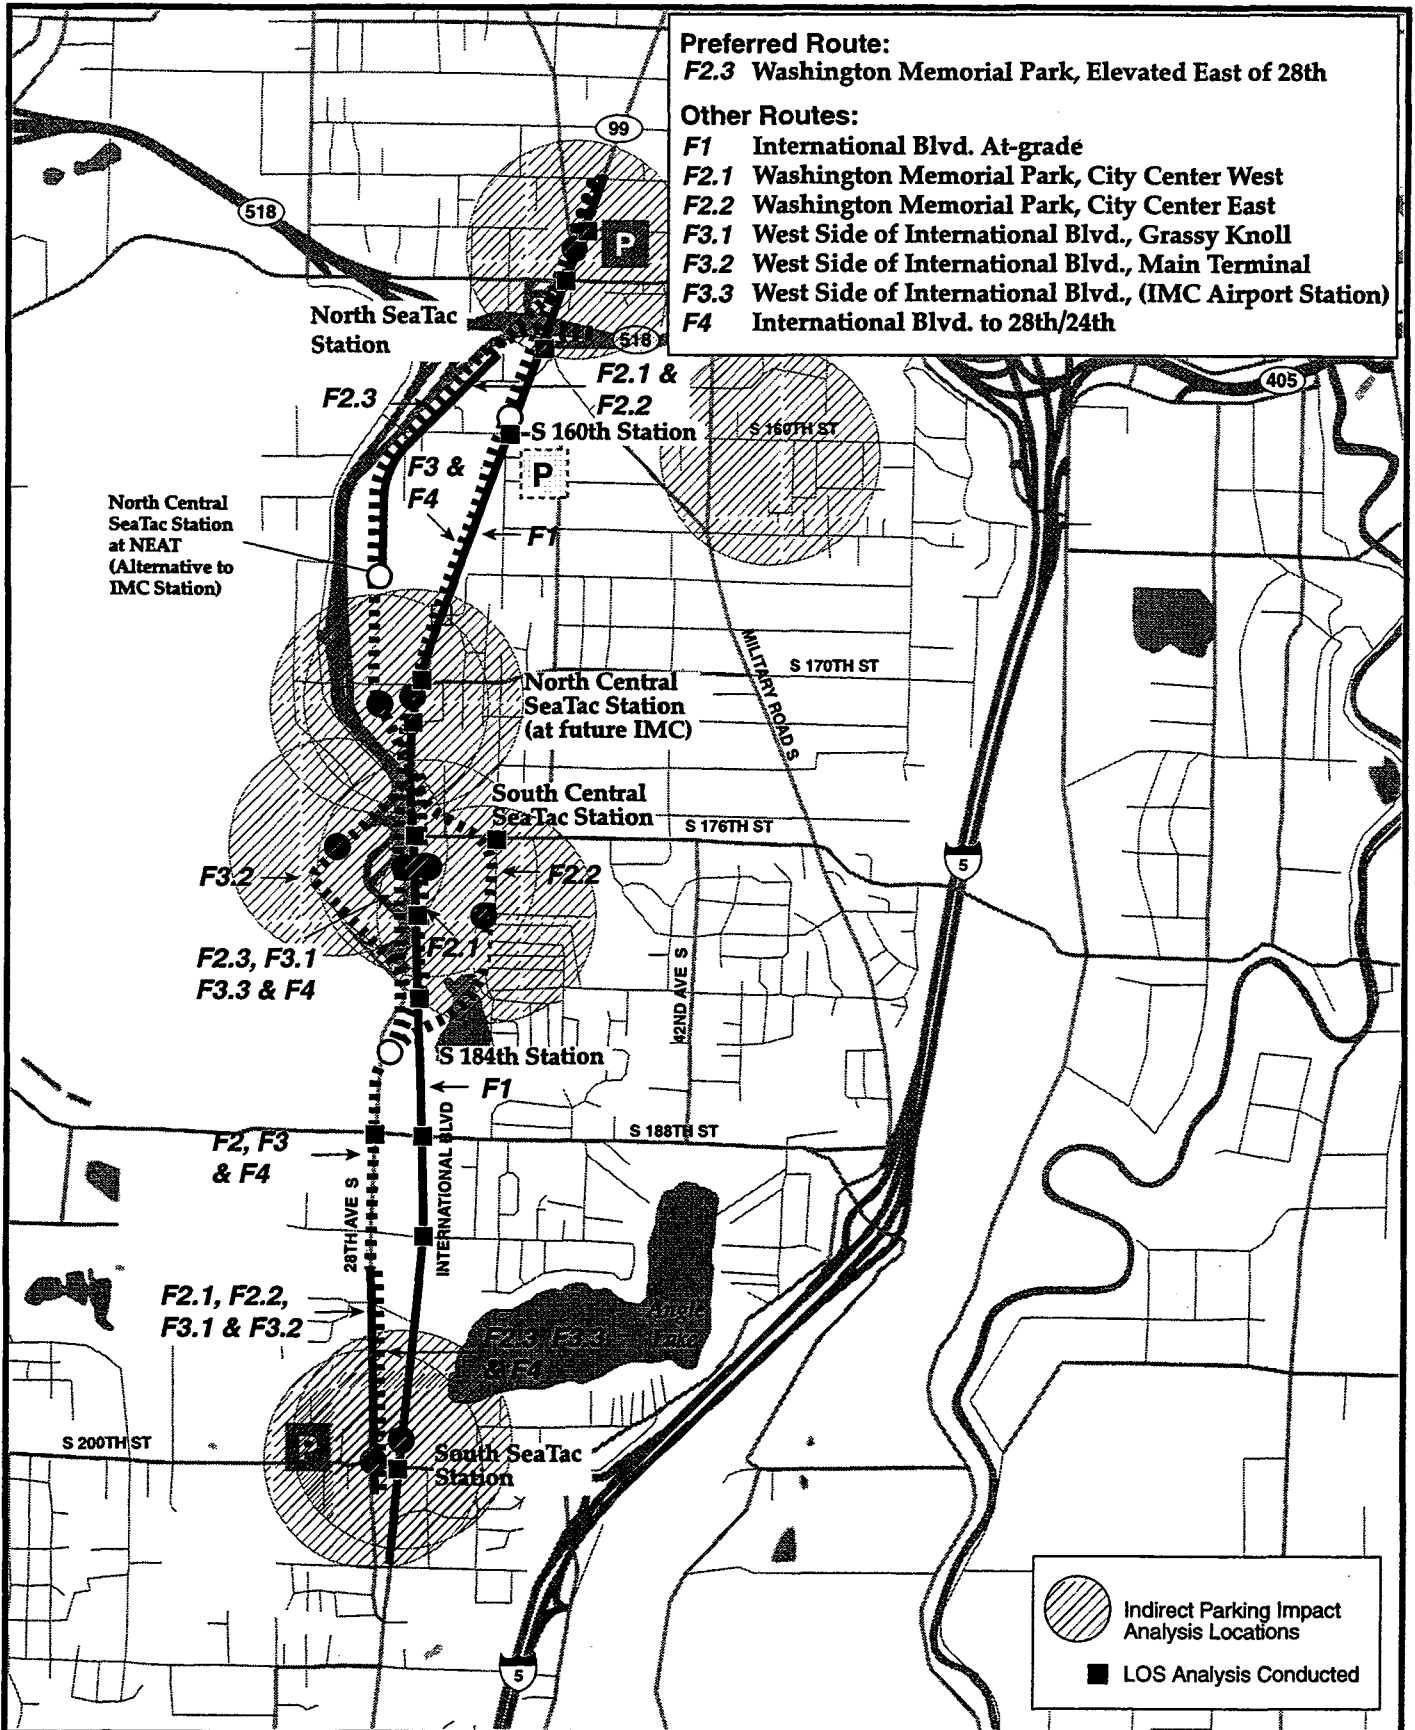 Preferred Route:
F2.3 Washington Memorial Park, Elevated East of 28th
Other Routes:
F1 International Blvd. At-grade
F2.1 Washington Memorial Park, City Center West
F2.2 Washington Memorial Park, City Center East
F3.1 West Side of International Blvd., Grassy Knoll
F3.2 West Side of International Blvd., Main Terminal
F3.3 West Side of International Blvd., (IMC Airport Station)
F4 International Blvd. to 28th/24th
99
518
P
North SeaTac
Station
518
405
F2.3
F2.1 &
F2.2
S 160th Station
S 160TH ST
F3 &
F4
P
F1
North Central
SeaTac Station
at NEAT
(Alternative to
IMC Station)
MILITARY ROAD S
S 170TH ST
North Central
SeaTac Station
(at future IMC)
South Central
SeaTac Station
S 176TH ST
5
F3.2
F2.2
F2.1
F2.3, F3.1
F3.3 & F4
42ND AVE S
S 184th Station
F1
S 188TH ST
F2, F3
& F4
28TH AVE S
INTERNATIONAL BLVD
F2.1, F2.2,
F3.1 & F3.2
Angle
Lake
F2.3, F3.3
& F4
P
S 200TH ST
South SeaTac
Station
5
Indirect Parking Impact
Analysis Locations
LOS Analysis Conducted